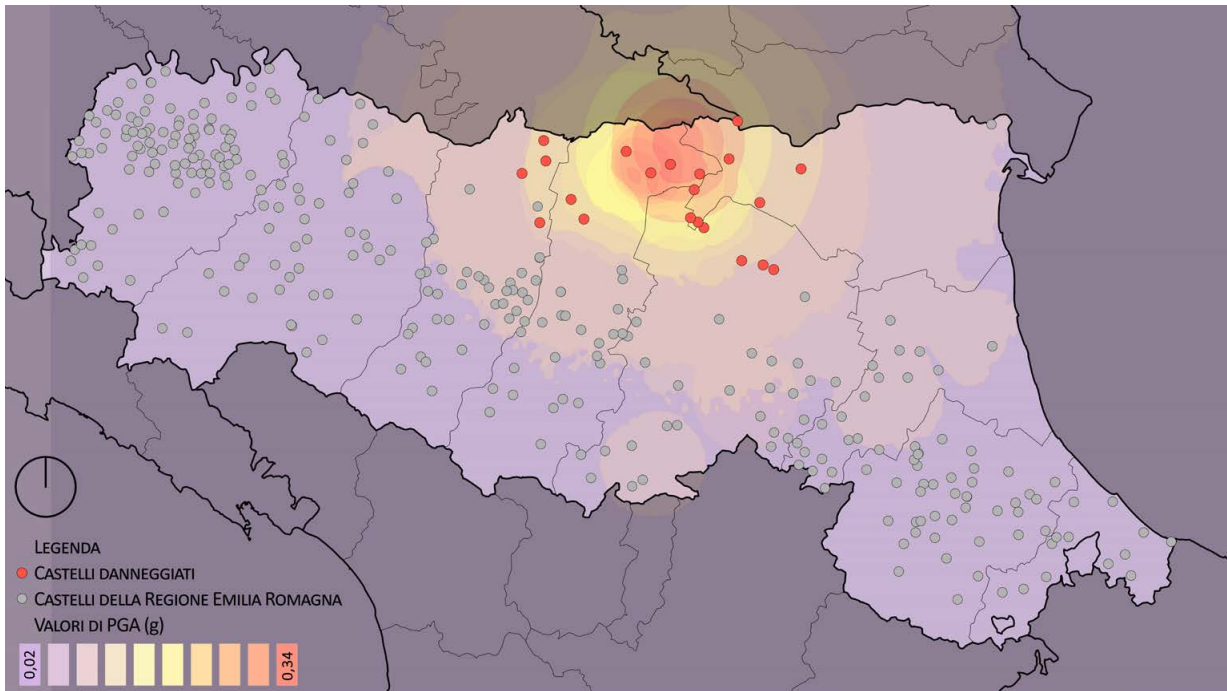 LEGENDA
CASTELLI DANNEGGIATI
CASTELLI DELLA REGIONE EMILIA ROMAGNA
VALORI DI PGA (g)
0,02
0,34